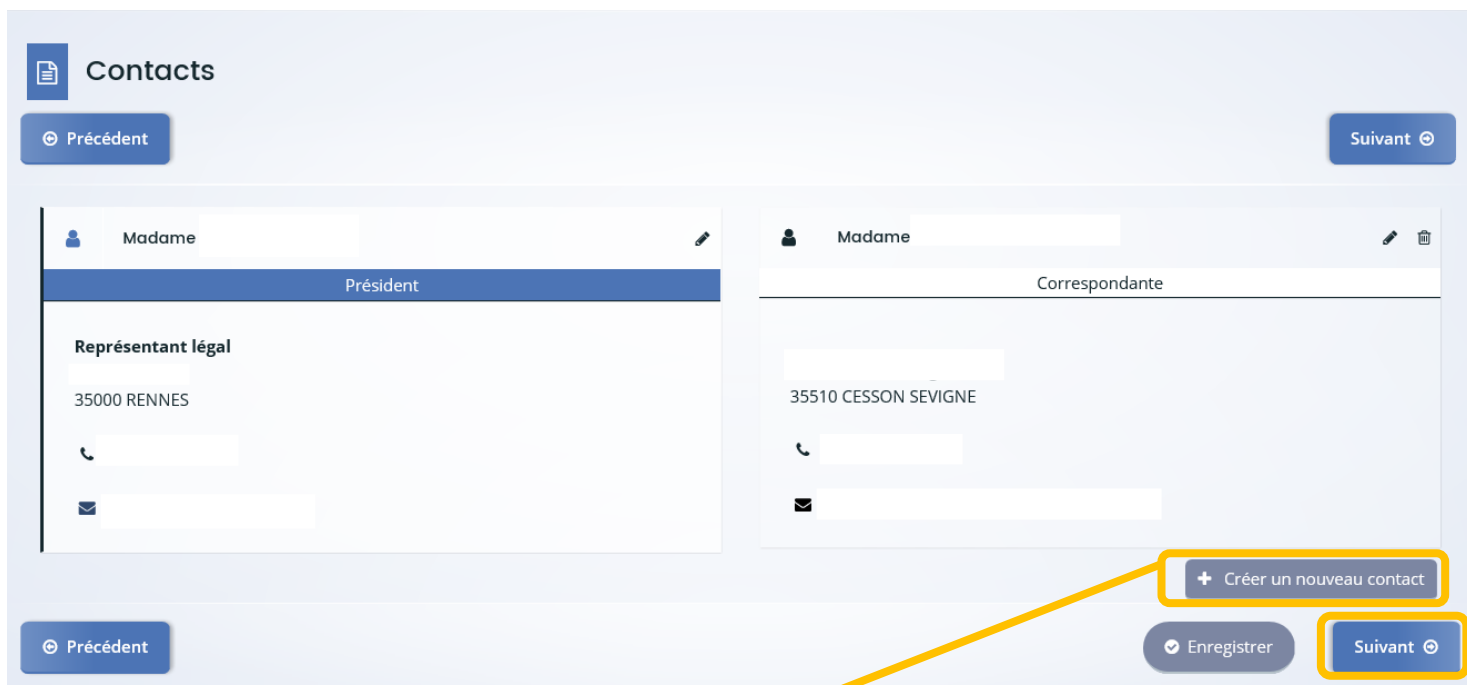 Contacts
Précédent
Suivant
Madame
Président
Représentant légal
35000 RENNES
Madame
Correspondante
35510 CESSON SEVIGNE
+ Créer un nouveau contact
Précédent
Enregistrer
Suivant